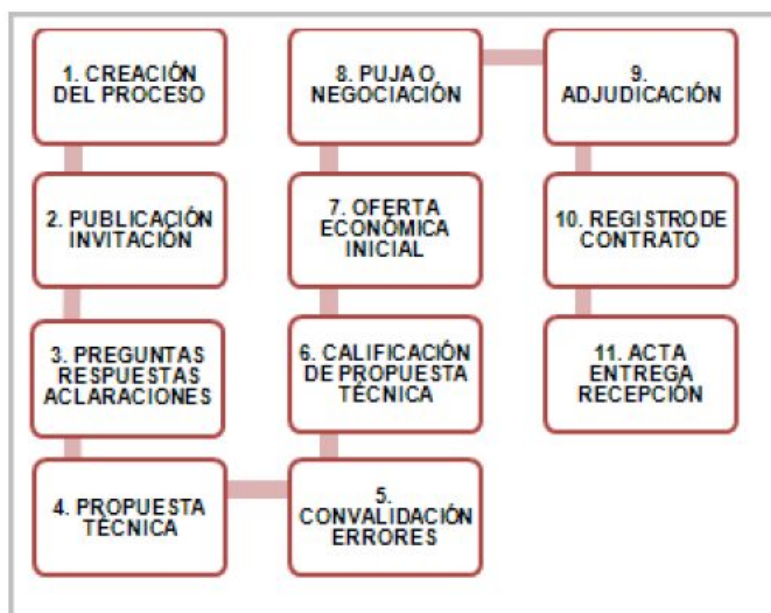 1. CREACIÓN
DEL PROCESO
2. PUBLICACIÓN
INVITACIÓN
3. PREGUNTAS
RESPUESTAS
ACLARACIONES
4. PROPUESTA
TÉCNICA
5.
CONVALIDACIÓN
ERRORES
6. CALIFICACIÓN
DE PROPUESTA
TÉCNICA
7. OFERTA
ECONÓMICA
INICIAL
8. PUJA O
NEGOCIACIÓN
9.
ADJUDICACIÓN
10. REGISTRO DE
CONTRATO
11. ACTA
ENTREGA
RECEPCIÓN